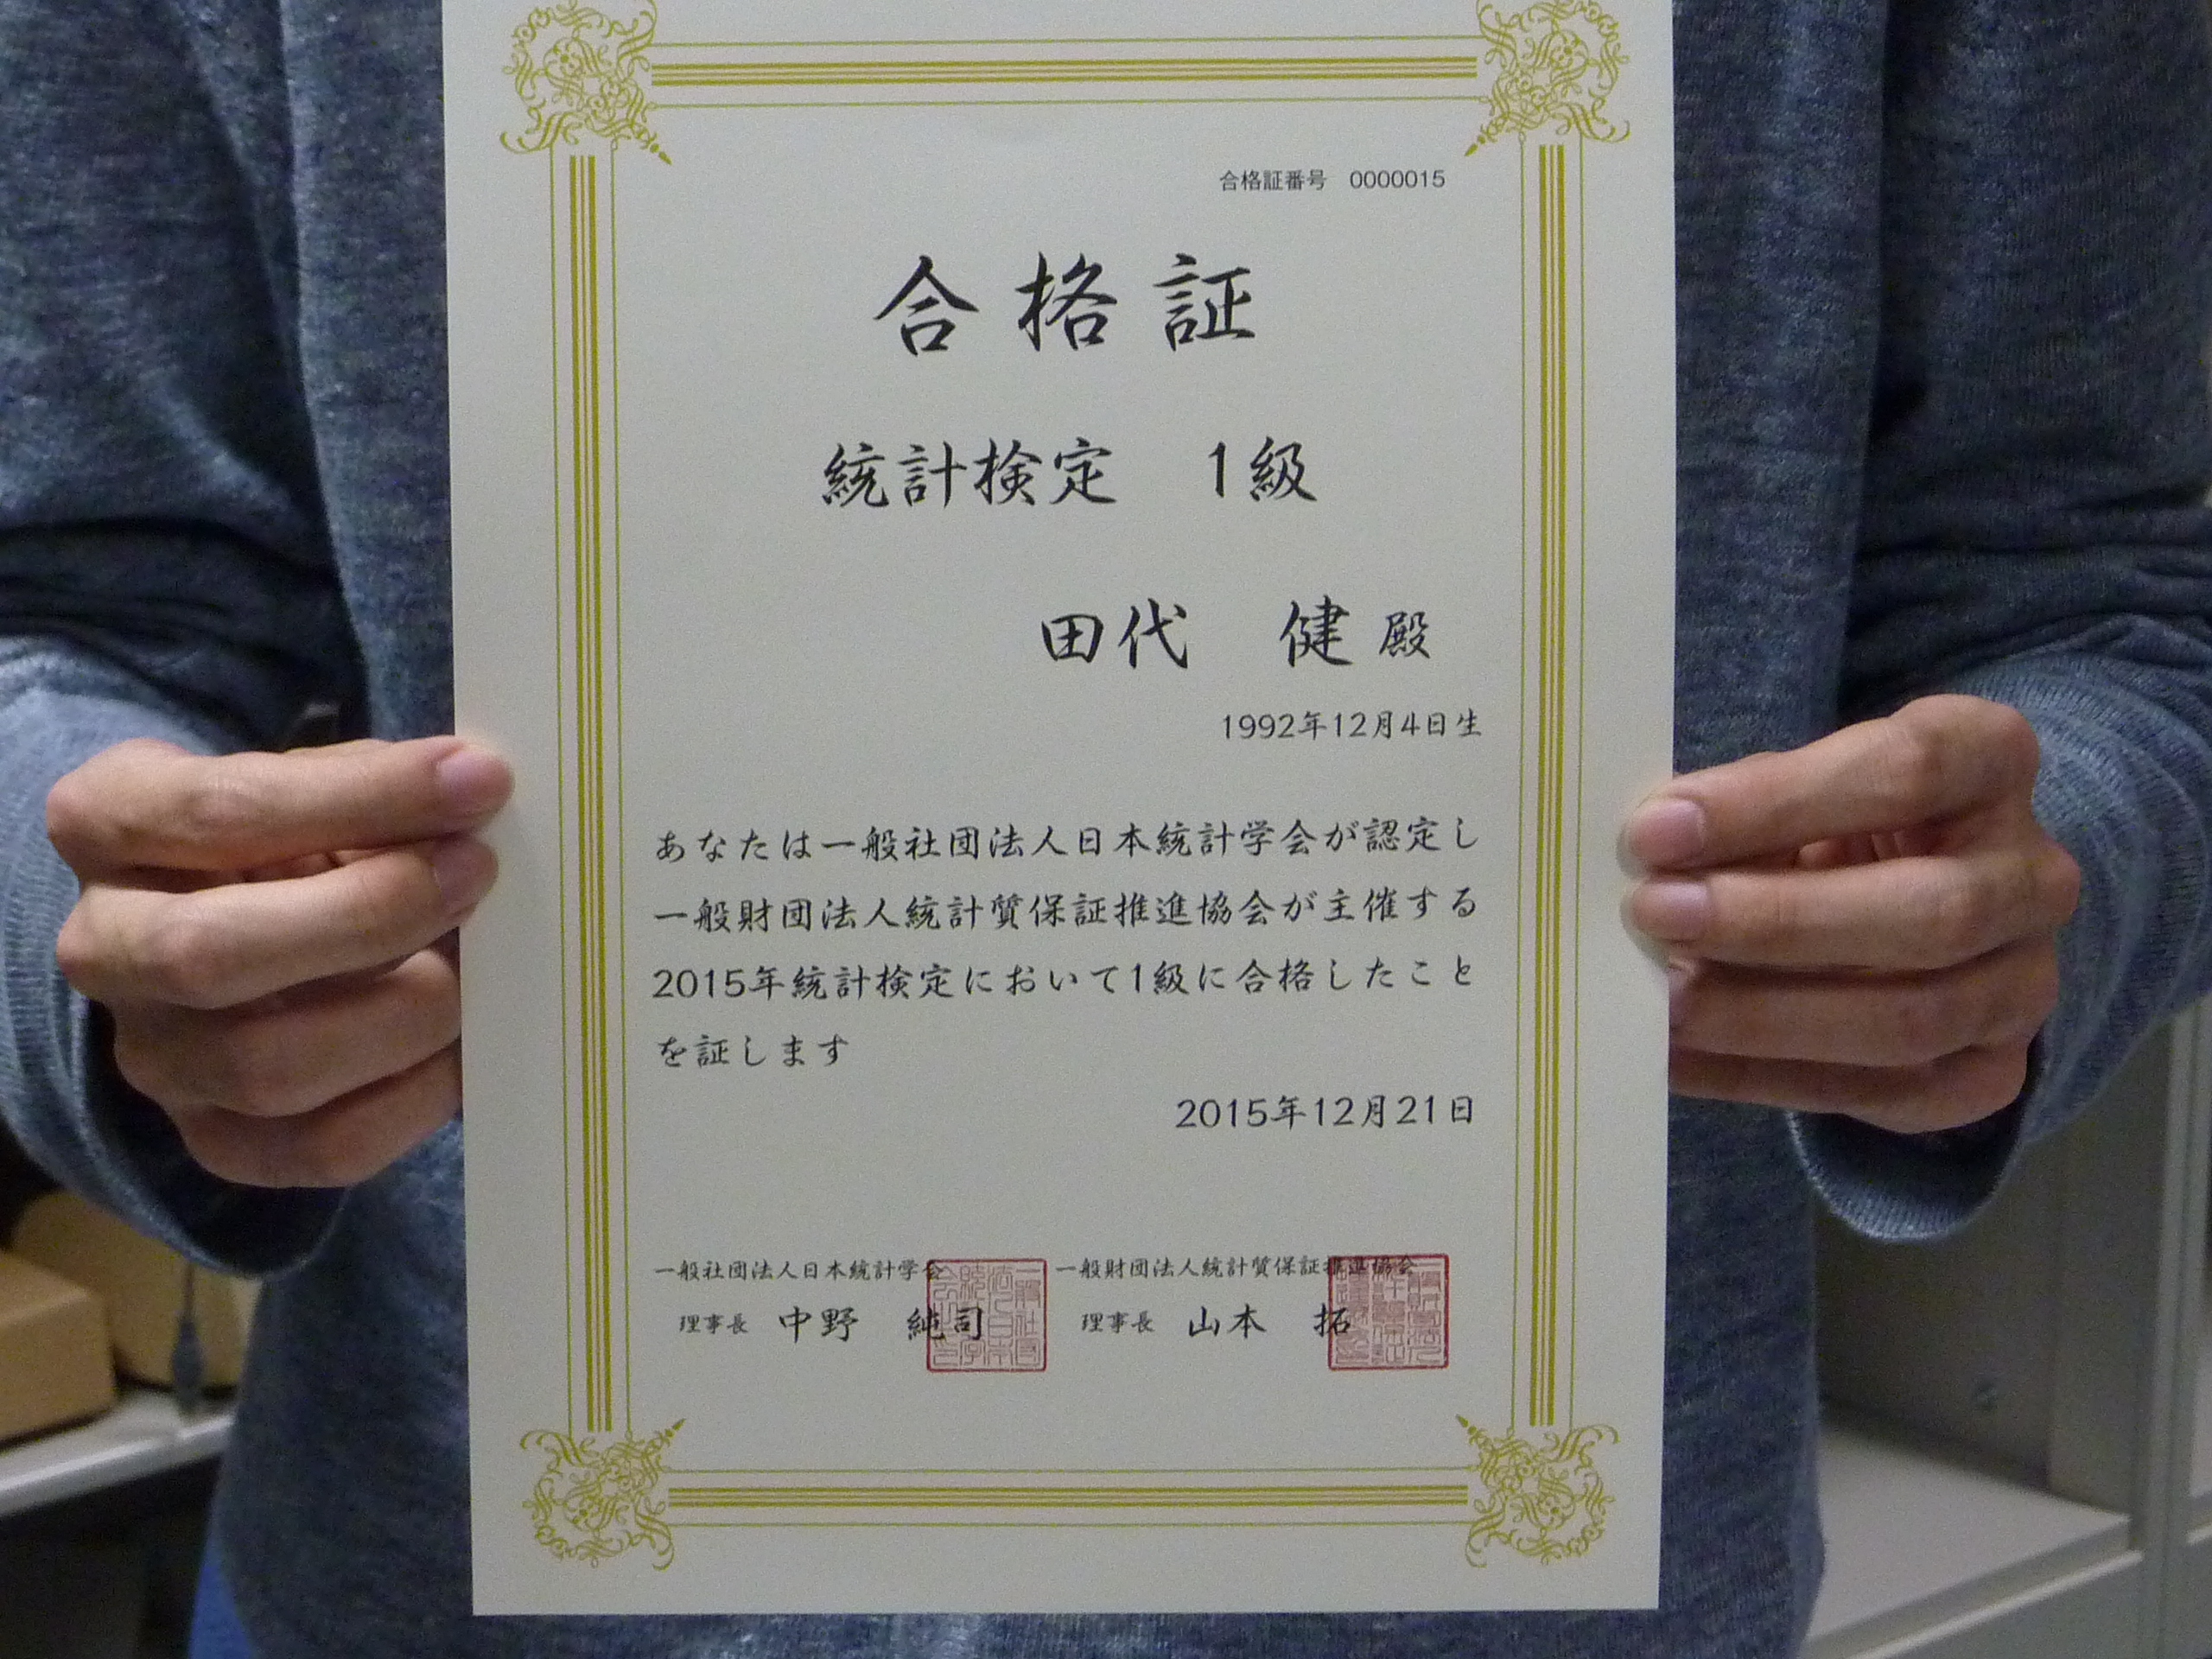 合格証番号　0000015
合格証
統計検定　1級
田代　健 殿
1992年12月4日生
あなたは一般社団法人日本統計学会が認定し
一般財団法人統計質保証推進協会が主催する
2015年統計検定において1級に合格したこと
を証します
2015年12月21日
一般社団法人日本統計学会
理事長　中野　純司
一般財団法人統計質保証推進協会
理事長　山本　拓